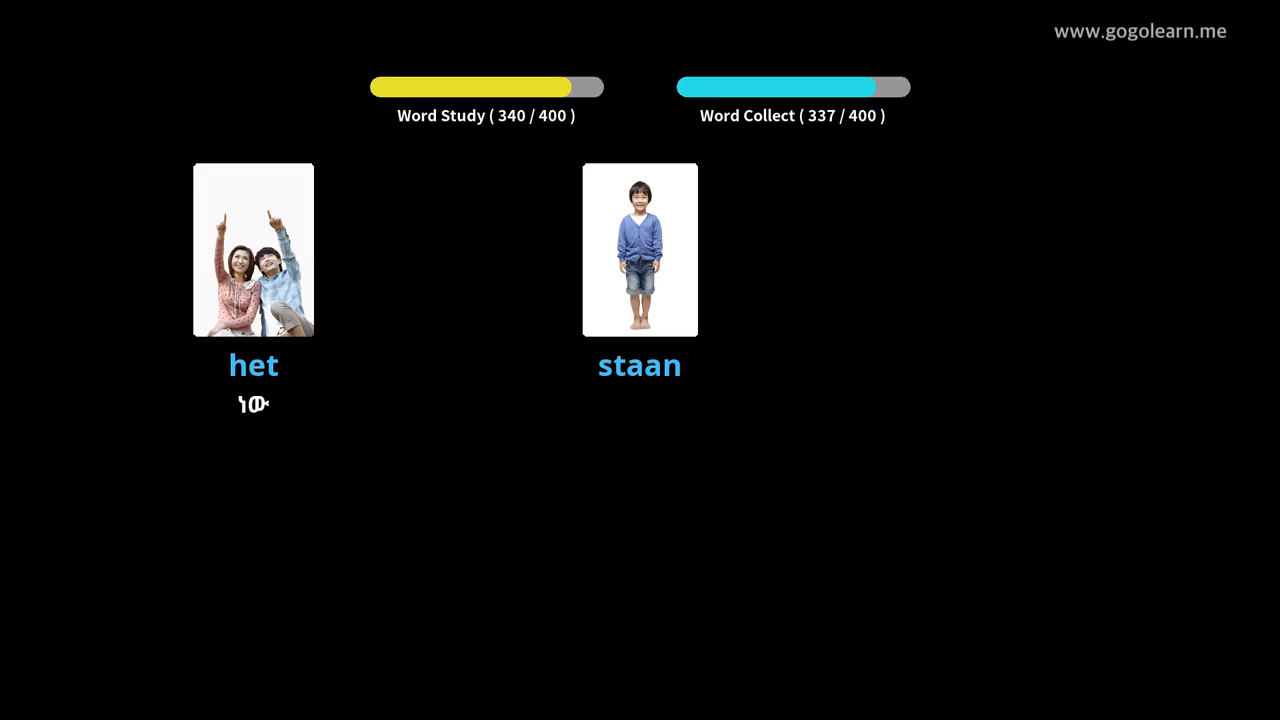 www.gogolearn.me
Word Study ( 340 / 400 )
Word Collect ( 337 / 400 )
het
staan
ነው